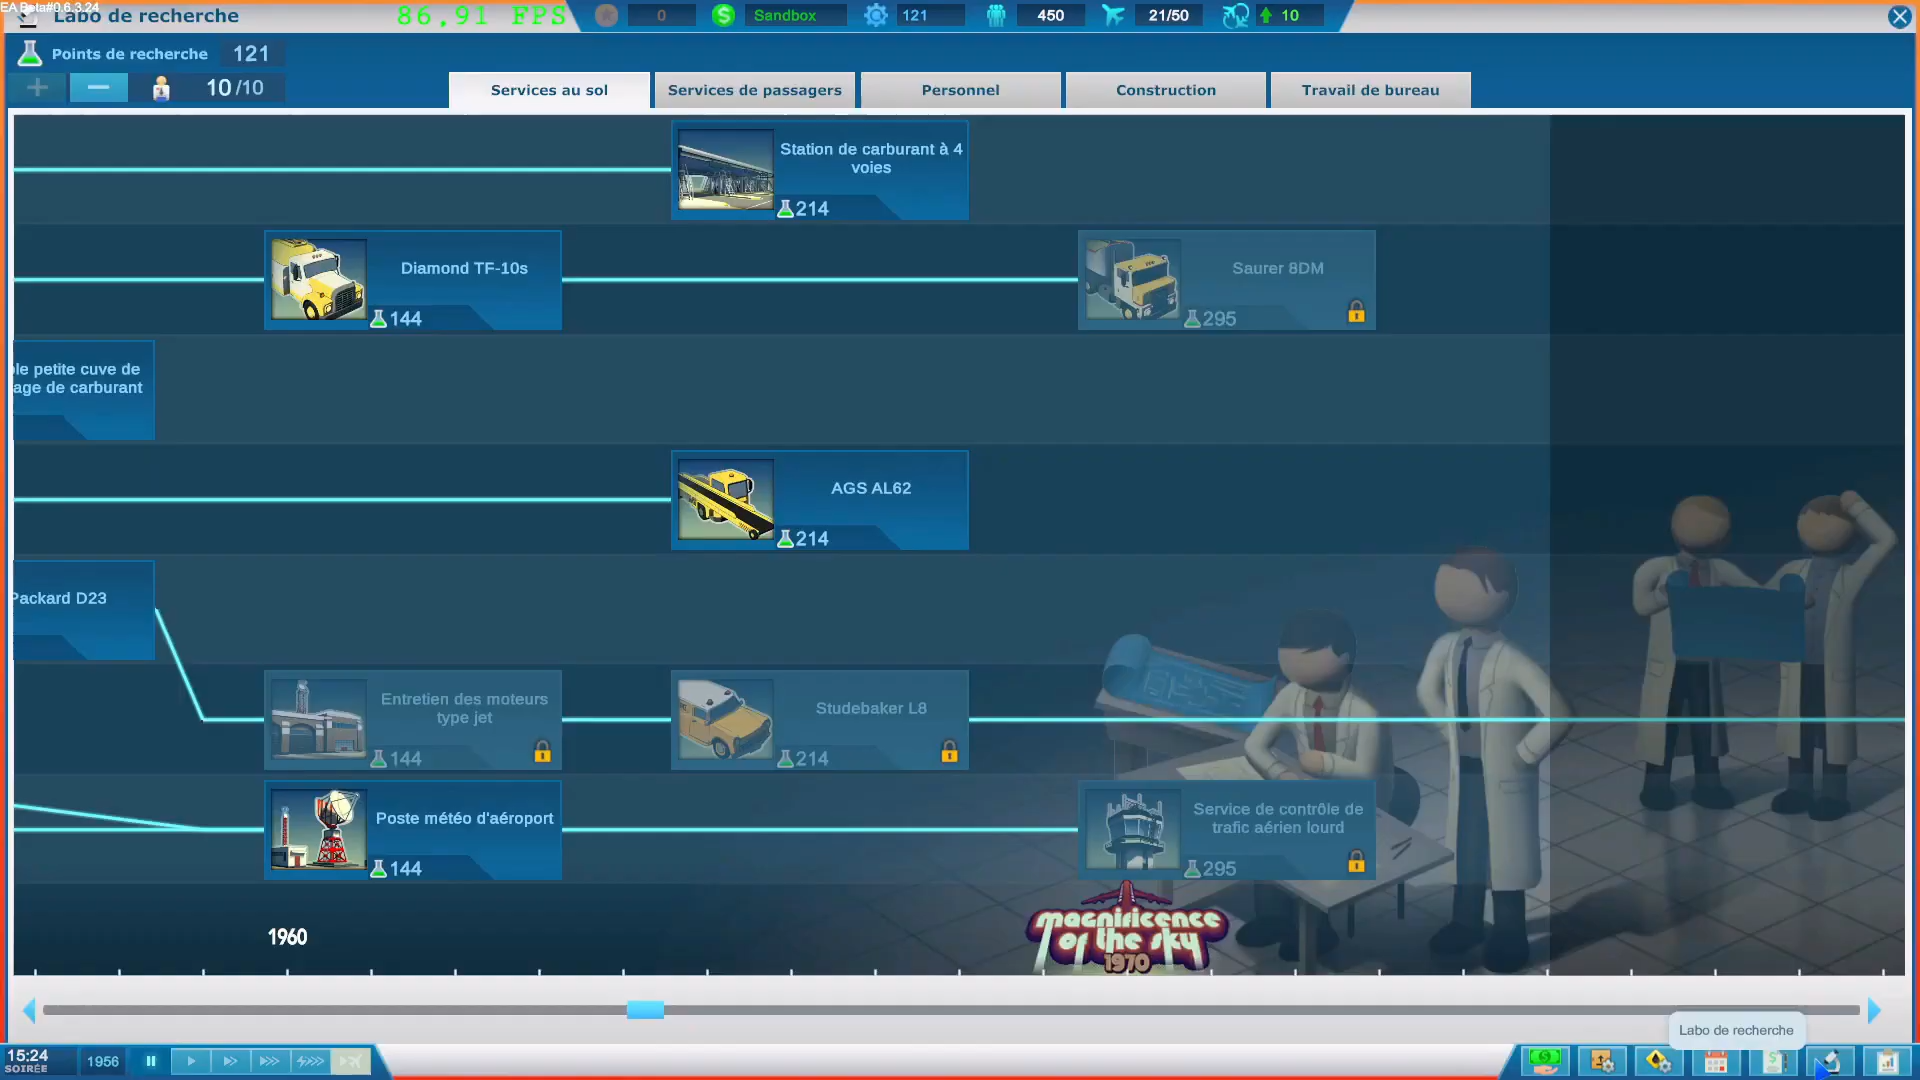 EA Beta#0.6.3.24
Labo de recherche
86,91 FPS
0
Sandbox
121
450
21/50
10
Points de recherche
121
10/10
Services au sol
Services de passagers
Personnel
Construction
Travail de bureau
Station de carburant à 4
voies
214
Diamond TF-10s
144
Saurer 8DM
295
le petite cuve de
age de carburant
AGS AL62
214
Packard D23
Entretien des moteurs
type jet
144
Studebaker L8
214
Poste météo d'aéroport
144
Service de contrôle de
trafic aérien lourd
295
1960
magnificence
of the sky
1970
Labo de recherche
15:24
SOIRÉE
1956